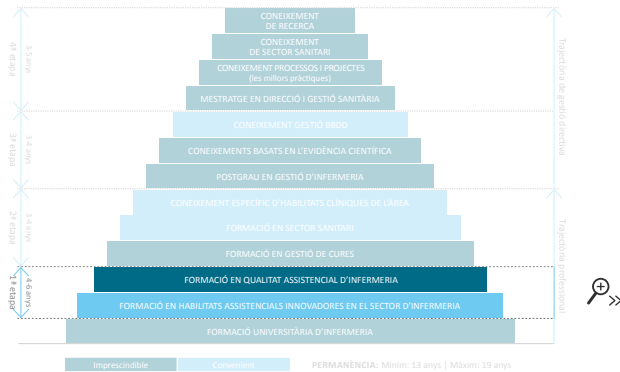 CONEIXEMENT
DE RECERCA
CONEIXEMENT
DE SECTOR SANITARI
CONEIXEMENT PROCESSOS I PROJECTES
(les millors pràctiques)
MESTRATGE EN DIRECCIÓ I GESTIÓ SANITÀRIA
CONEIXEMENT GESTIÓ BBDD
CONEIXEMENTS BASATS EN L'EVIDÈNCIA CIENTÍFICA
POSTGRAU EN GESTIÓ D'INFERMERIA
CONEIXEMENT ESPECÍFIC D'HABILITATS CLÍNIQUES DE L'ÀREA
FORMACIÓ EN SECTOR SANITARI
FORMACIÓ EN GESTIÓ DE CURES
FORMACIÓ EN QUALITAT ASSISTENCIAL D'INFERMERIA
FORMACIÓ EN HABILITATS ASSISTENCIALS INNOVADORES EN EL SECTOR D'INFERMERIA
FORMACIÓ UNIVERSITÀRIA D'INFERMERIA
4ª etapa
3-5 anys
3ª etapa
3-4 anys
2ª etapa
3-4 anys
1ª etapa
4-6 anys
Trajectòria de gestió directiva
Trajectòria professional
Imprescindible
Convenient
PERMANÈNCIA: Mínim: 13 anys | Màxim: 19 anys